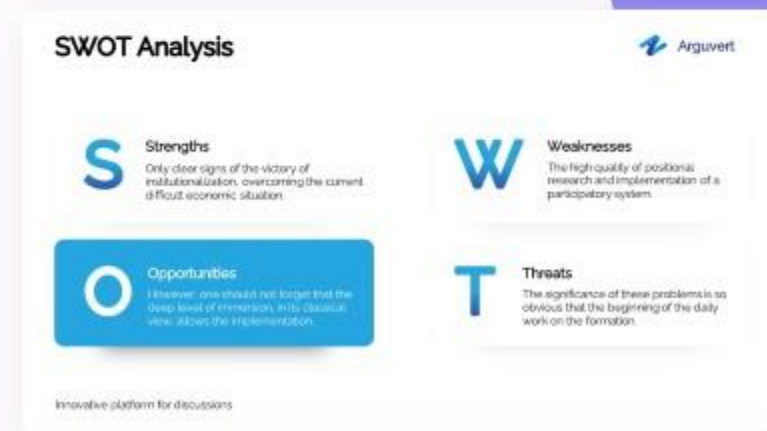 SWOT Analysis
Arguvert
S
Strengths
Only clear signs of the victory of
institutionalization, overcoming the current
difficult economic situation.
W
Weaknesses
The high quality of positional
research and implementation of a
participatory system.
O
Opportunities
However, one should not forget that the
deep level of immersion, in its classical
view, allows the implementation.
T
Threats
The significance of these problems is so
obvious that the beginning of the daily
work on the formation.
Innovative platform for discussions